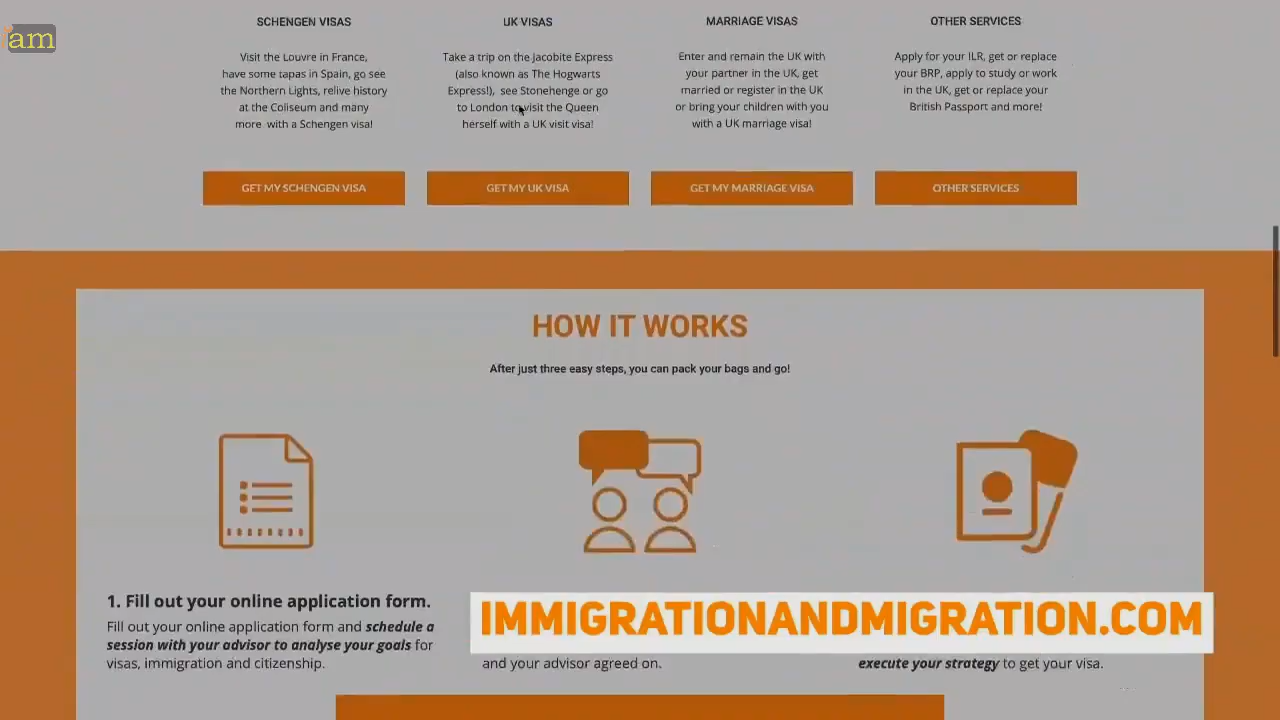 am
SCHENGEN VISAS
Visit the Louvre in France,
have some tapas in Spain, go see
the Northern Lights, relive history
at the Coliseum and many
more with a Schengen visa!
GET MY SCHENGEN VISA
UK VISAS
Take a trip on the Jacobite Express
(also known as The Hogwarts
Express!), see Stonehenge or go
to London to visit the Queen
herself with a UK visit visa!
GET MY UK VISA
MARRIAGE VISAS
Enter and remain the UK with
your partner in the UK, get
married or register in the UK
or bring your children with you
with a UK marriage visa!
GET MY MARRIAGE VISA
OTHER SERVICES
Apply for your ILR, get or replace
your BRP, apply to study or work
in the UK, get or replace your
British Passport and more!
OTHER SERVICES
HOW IT WORKS
After just three easy steps, you can pack your bags and go!
1. Fill out your online application form.
Fill out your online application form and schedule a
session with your advisor to analyse your goals for
visas, immigration and citizenship.
IMMIGRATIONANDMIGRATION.COM
and your advisor agreed on.
execute your strategy to get your visa.